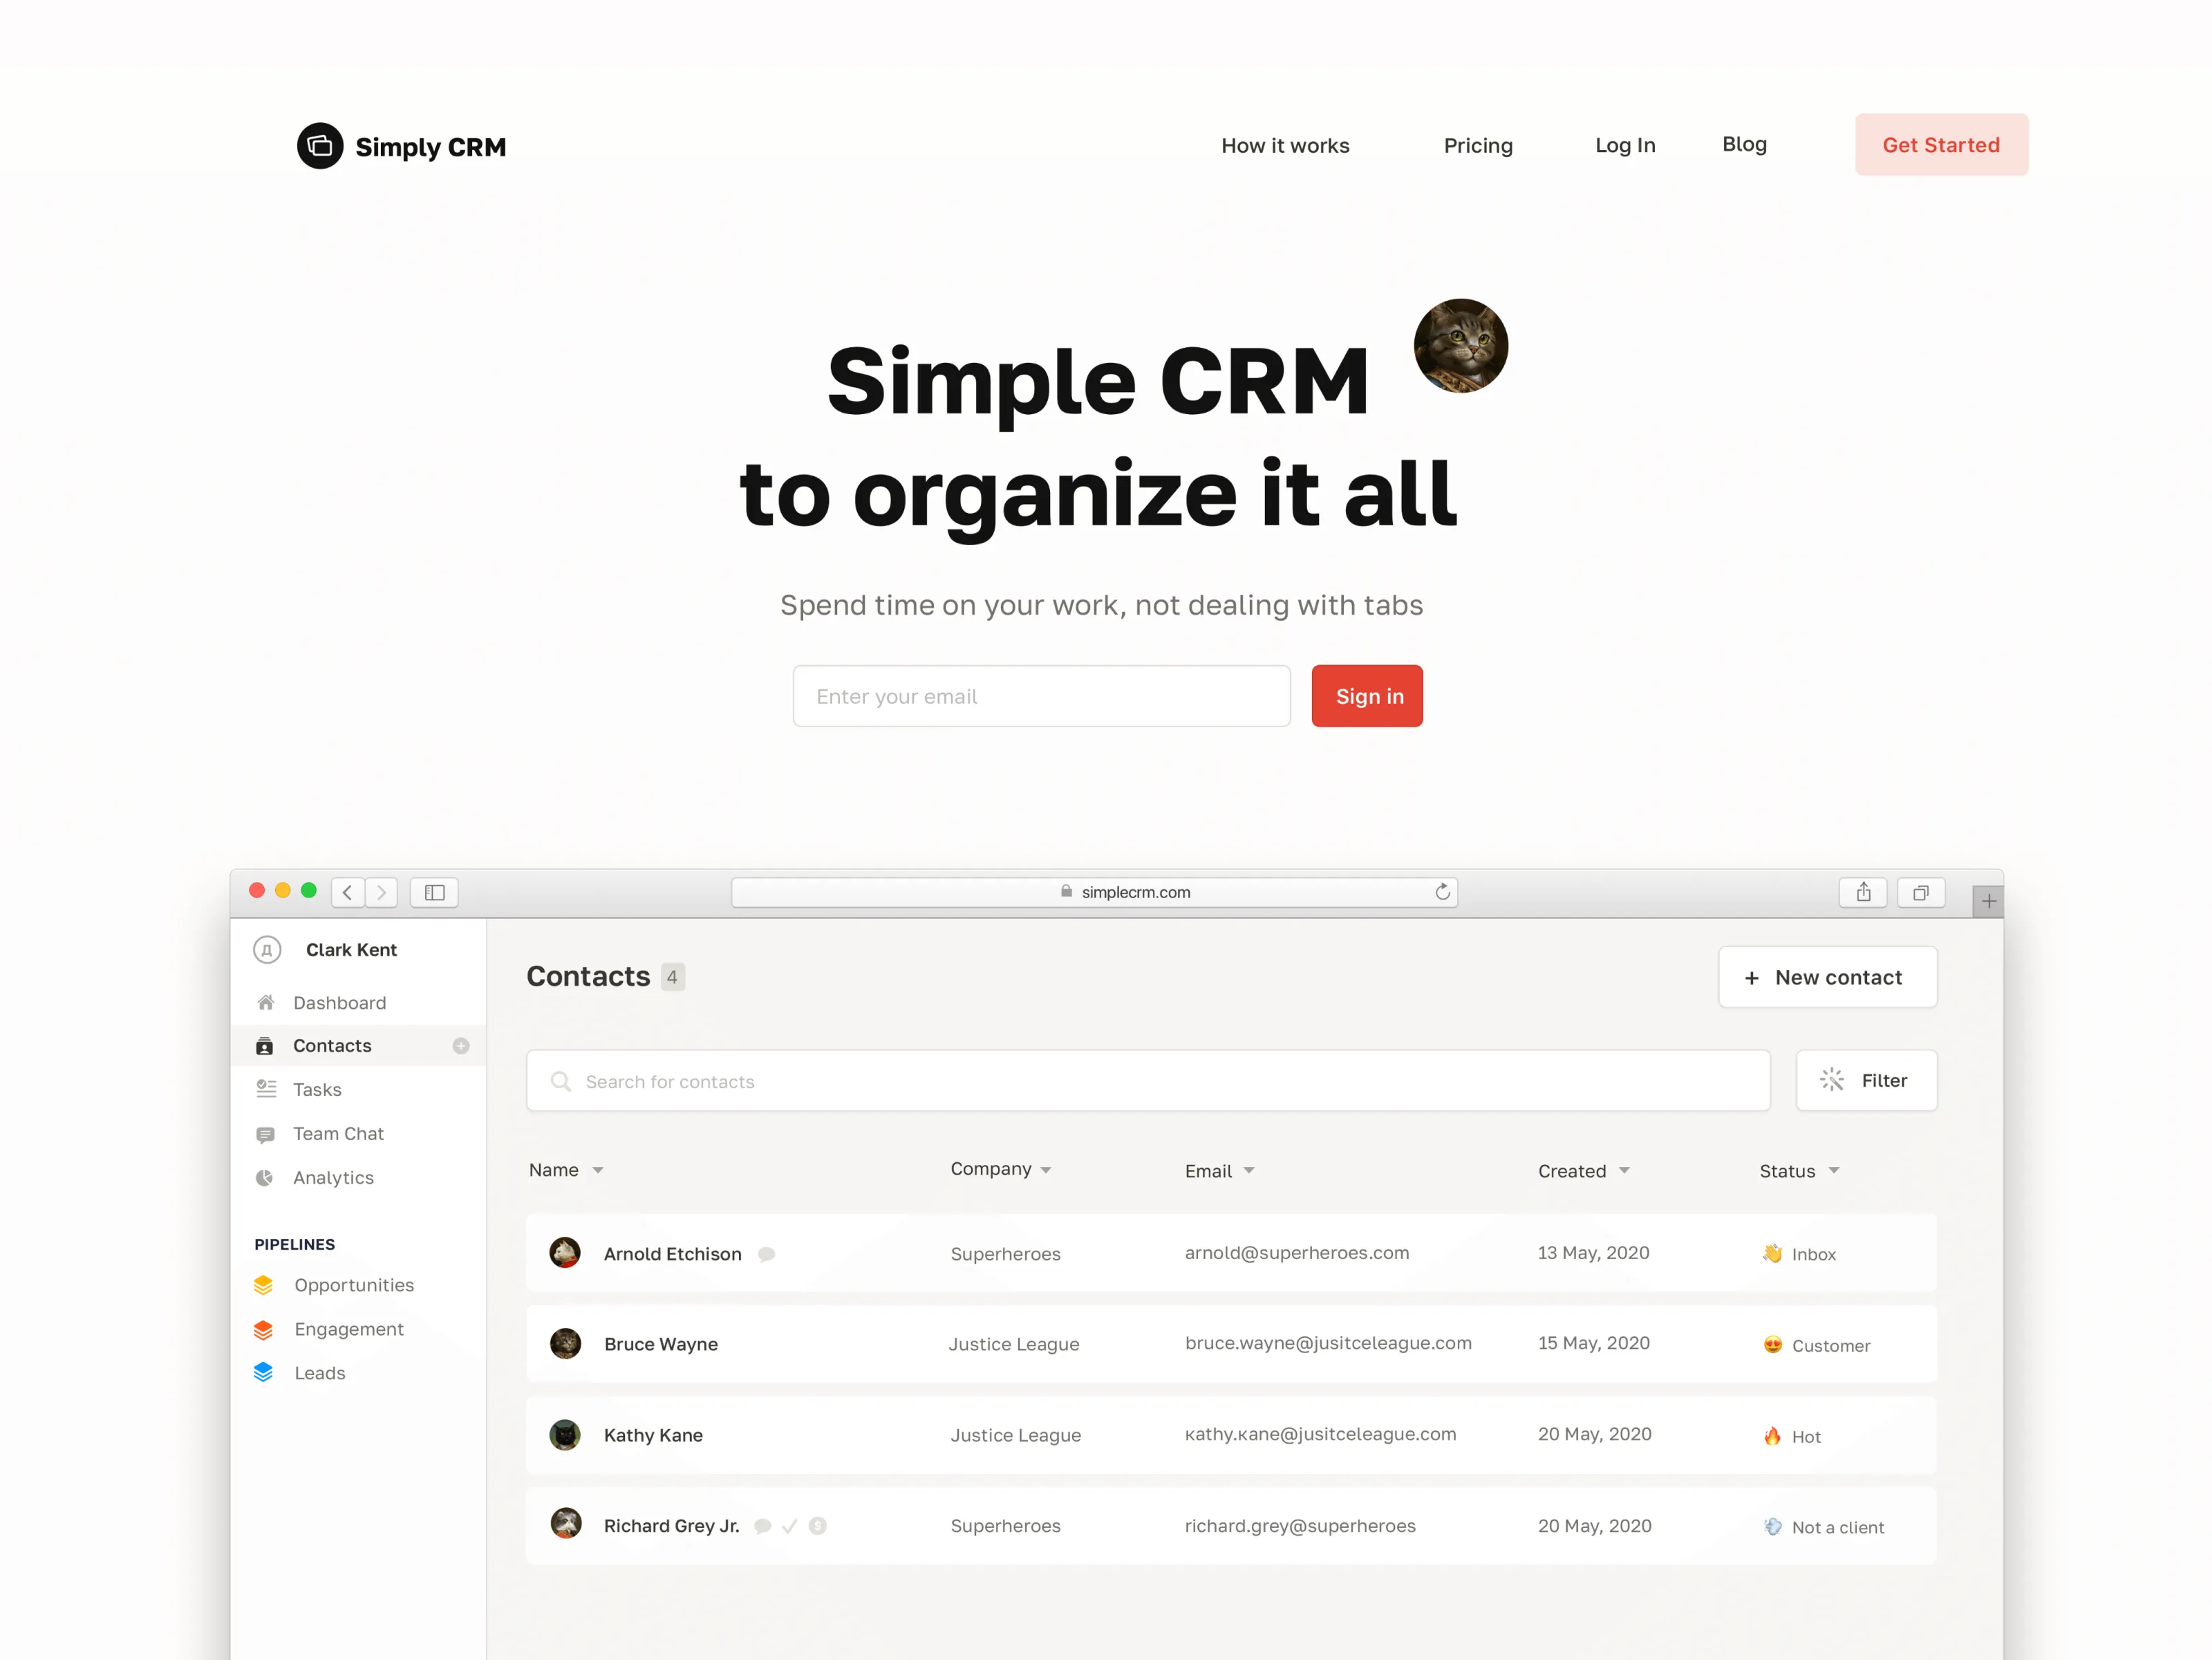 Simply CRM
How it works
Pricing
Log In
Blog
Get Started
Simple CRM
to organize it all
Spend time on your work, not dealing with tabs
Enter your email
Sign in
simplecrm.com
Д
Clark Kent
Dashboard
Contacts
Tasks
Team Chat
Analytics
PIPELINES
Opportunities
Engagement
Leads
Contacts 4
+ New contact
Search for contacts
Filter
Name
Company
Email
Created
Status
Arnold Etchison
Superheroes
arnold@superheroes.com
13 May, 2020
👋 Inbox
Bruce Wayne
Justice League
bruce.wayne@jusitceleague.com
15 May, 2020
😍 Customer
Kathy Kane
Justice League
кathy.кane@jusitceleague.com
20 May, 2020
🔥 Hot
Richard Grey Jr.
$
Superheroes
richard.grey@superheroes
20 May, 2020
💨 Not a client